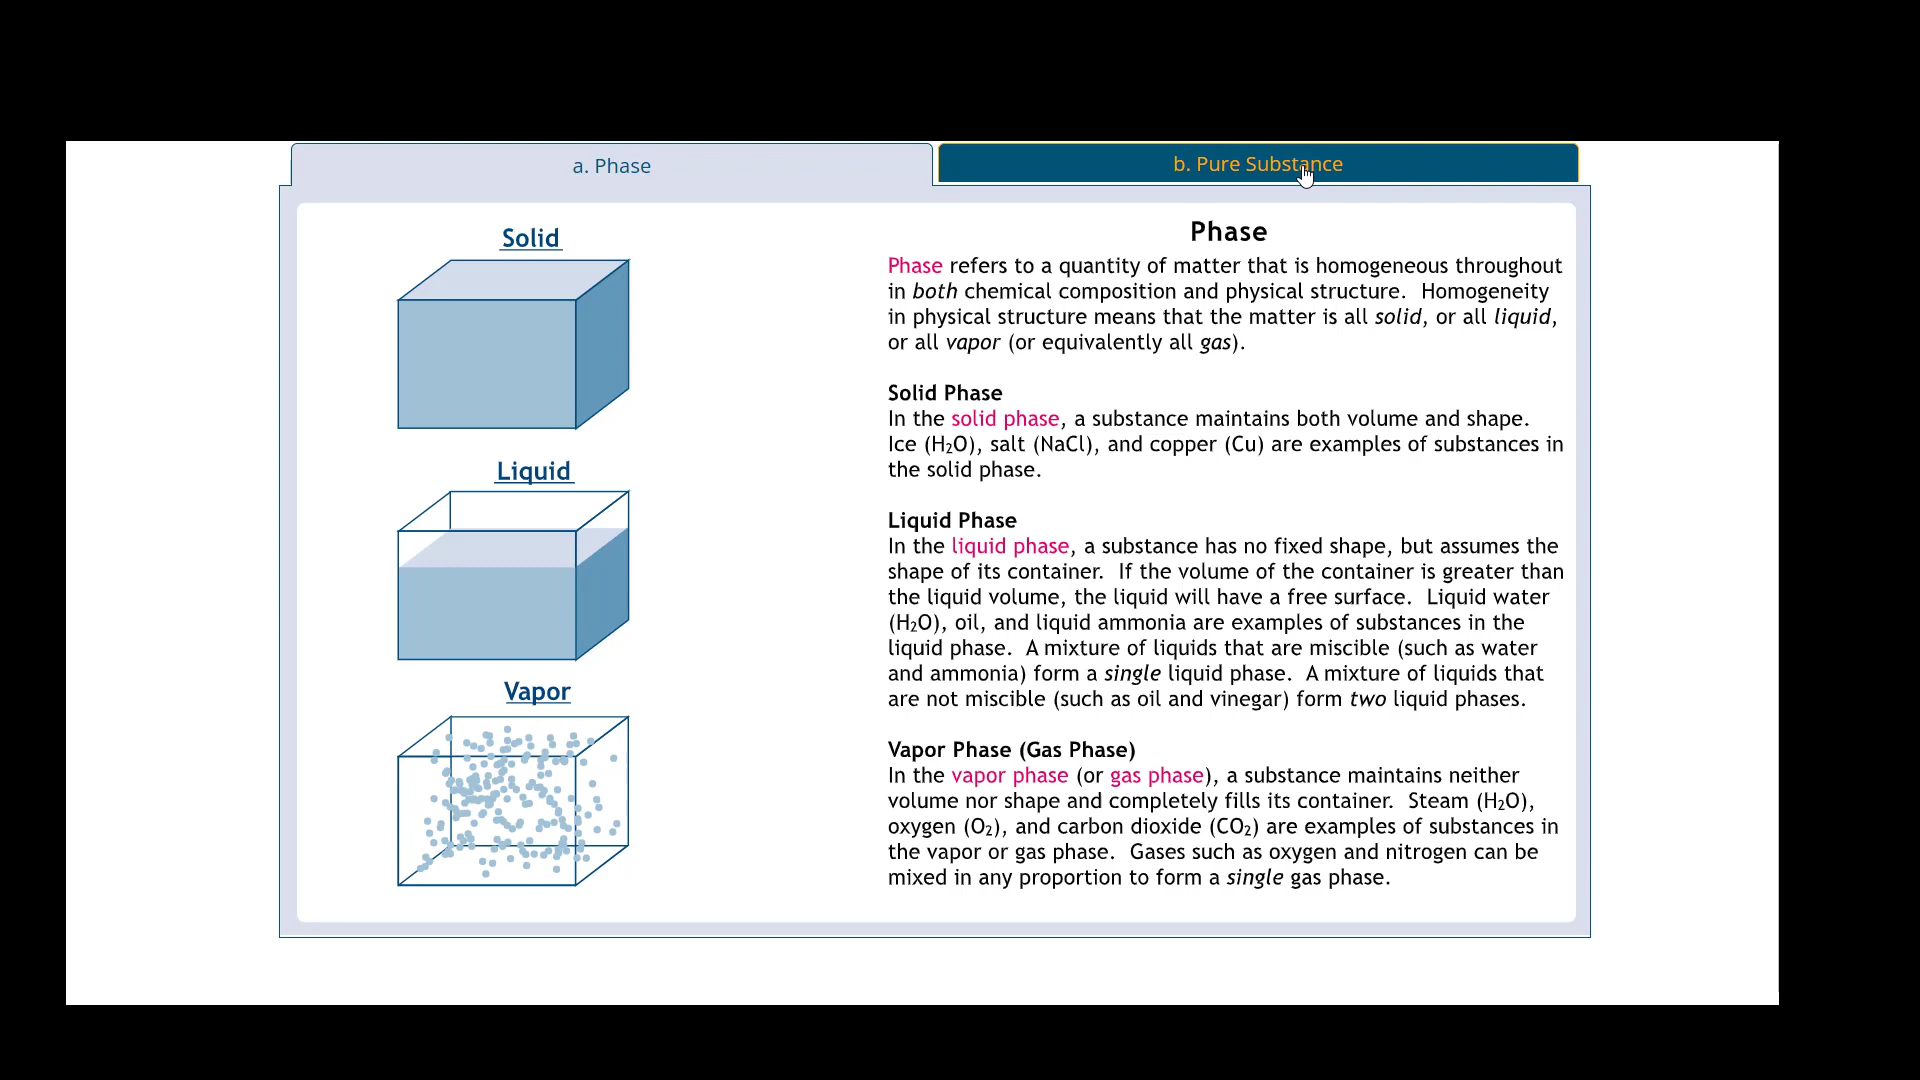 a. Phase
b. Pure Substance
Solid
Liquid
Vapor
Phase
Phase refers to a quantity of matter that is homogeneous throughout
in both chemical composition and physical structure. Homogeneity
in physical structure means that the matter is all solid, or all liquid,
or all vapor (or equivalently all gas).
Solid Phase
In the solid phase, a substance maintains both volume and shape.
Ice (H₂O), salt (NaCl), and copper (Cu) are examples of substances in
the solid phase.
Liquid Phase
In the liquid phase, a substance has no fixed shape, but assumes the
shape of its container. If the volume of the container is greater than
the liquid volume, the liquid will have a free surface. Liquid water
(H₂O), oil, and liquid ammonia are examples of substances in the
liquid phase. A mixture of liquids that are miscible (such as water
and ammonia) form a single liquid phase. A mixture of liquids that
are not miscible (such as oil and vinegar) form two liquid phases.
Vapor Phase (Gas Phase)
In the vapor phase (or gas phase), a substance maintains neither
volume nor shape and completely fills its container. Steam (H₂O),
oxygen (O₂), and carbon dioxide (CO₂) are examples of substances in
the vapor or gas phase. Gases such as oxygen and nitrogen can be
mixed in any proportion to form a single gas phase.